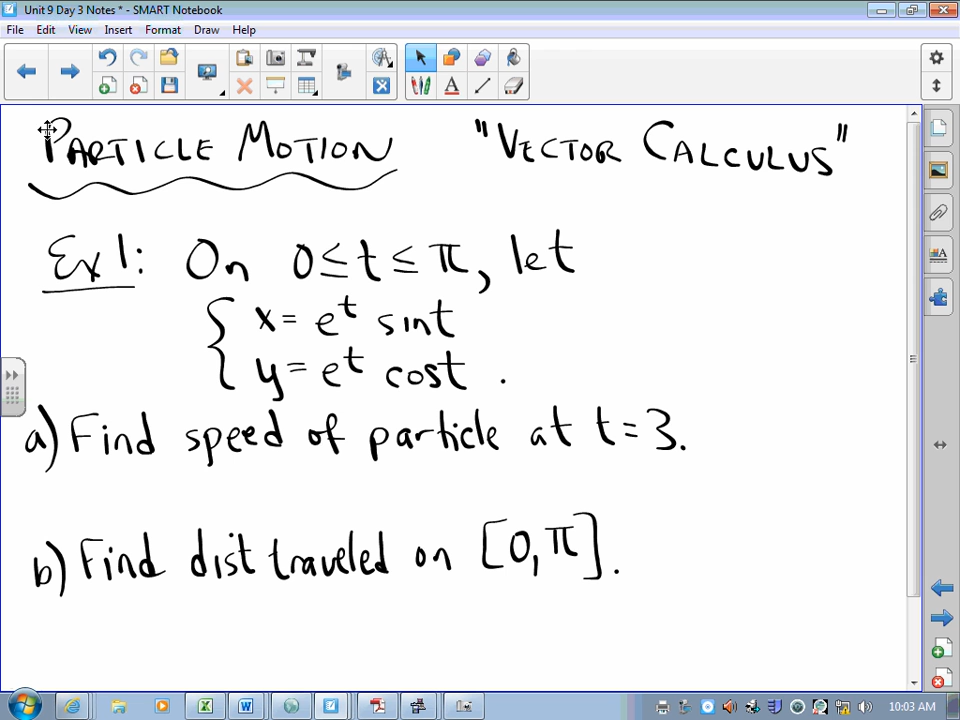 Unit 9 Day 3 Notes * - SMART Notebook
File Edit View Insert Format Draw Help
PARTICLE MOTION "VECTOR CALCULUS"
Ex 1: On 0≤t≤π, let
x= e^t sint
y= e^t cost .
a) Find speed of particle at t=3.
b) Find dist traveled on [0,π].
10:03 AM